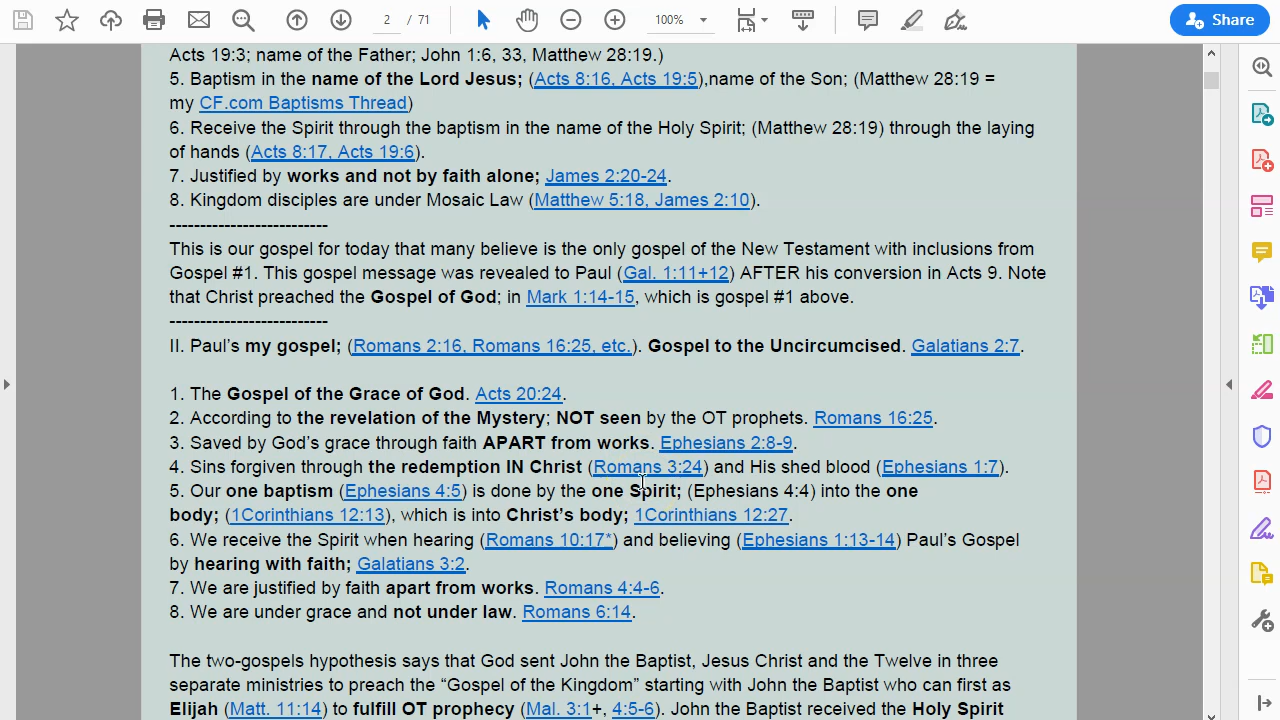 2 / 71 100% Share
Acts 19:3; name of the Father; John 1:6, 33, Matthew 28:19.)
5. Baptism in the name of the Lord Jesus; (Acts 8:16, Acts 19:5),name of the Son; (Matthew 28:19 =
my CF.com Baptisms Thread)
6. Receive the Spirit through the baptism in the name of the Holy Spirit; (Matthew 28:19) through the laying
of hands (Acts 8:17, Acts 19:6).
7. Justified by works and not by faith alone; James 2:20-24.
8. Kingdom disciples are under Mosaic Law (Matthew 5:18, James 2:10).
--------------------------
This is our gospel for today that many believe is the only gospel of the New Testament with inclusions from
Gospel #1. This gospel message was revealed to Paul (Gal. 1:11+12) AFTER his conversion in Acts 9. Note
that Christ preached the Gospel of God; in Mark 1:14-15, which is gospel #1 above.
--------------------------
II. Paul's my gospel; (Romans 2:16, Romans 16:25, etc.). Gospel to the Uncircumcised. Galatians 2:7.
1. The Gospel of the Grace of God. Acts 20:24.
2. According to the revelation of the Mystery; NOT seen by the OT prophets. Romans 16:25.
3. Saved by God's grace through faith APART from works. Ephesians 2:8-9.
4. Sins forgiven through the redemption IN Christ (Romans 3:24) and His shed blood (Ephesians 1:7).
5. Our one baptism (Ephesians 4:5) is done by the one Spirit; (Ephesians 4:4) into the one
body; (1Corinthians 12:13), which is into Christ's body; 1Corinthians 12:27.
6. We receive the Spirit when hearing (Romans 10:17*) and believing (Ephesians 1:13-14) Paul's Gospel
by hearing with faith; Galatians 3:2.
7. We are justified by faith apart from works. Romans 4:4-6.
8. We are under grace and not under law. Romans 6:14.
The two-gospels hypothesis says that God sent John the Baptist, Jesus Christ and the Twelve in three
separate ministries to preach the “Gospel of the Kingdom” starting with John the Baptist who can first as
Elijah (Matt. 11:14) to fulfill OT prophecy (Mal. 3:1+, 4:5-6). John the Baptist received the Holy Spirit